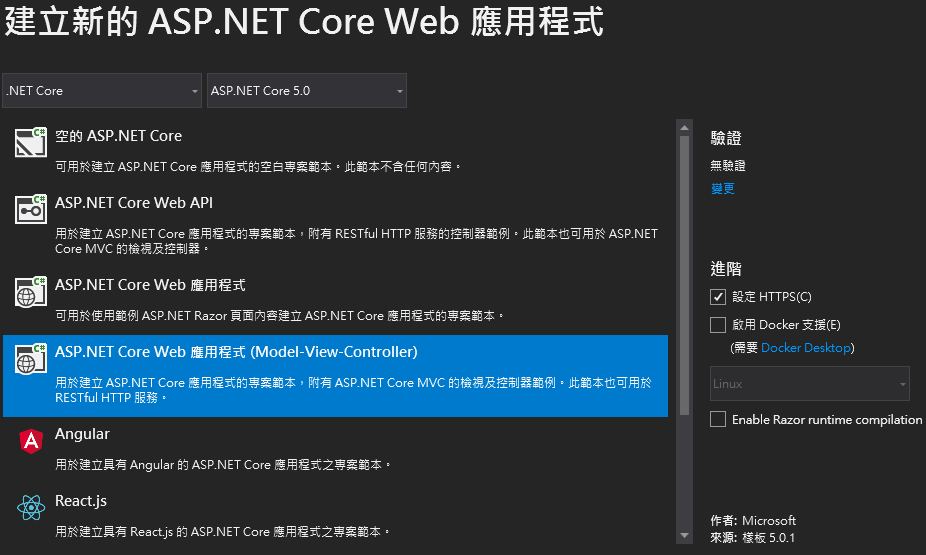 建立新的 ASP.NET Core Web 應用程式
.NET Core
ASP.NET Core 5.0
空的 ASP.NET Core
可用於建立 ASP.NET Core 應用程式的空白專案範本。此範本不含任何內容。
ASP.NET Core Web API
用於建立 ASP.NET Core 應用程式的專案範本，附有 RESTful HTTP 服務的控制器範例。此範本也可用於 ASP.NET
Core MVC 的檢視及控制器。
ASP.NET Core Web 應用程式
可用於使用範例 ASP.NET Razor 頁面內容建立 ASP.NET Core 應用程式的專案範本。
ASP.NET Core Web 應用程式 (Model-View-Controller)
用於建立 ASP.NET Core 應用程式的專案範本，附有 ASP.NET Core MVC 的檢視及控制器範例。此範本也可用於
RESTful HTTP 服務。
Angular
用於建立具有 Angular 的 ASP.NET Core 應用程式之專案範本。
React.js
用於建立具有 React.js 的 ASP.NET Core 應用程式之專案範本。
驗證
無驗證
變更
進階
設定 HTTPS(C)
啟用 Docker 支援(E)
(需要 Docker Desktop)
Linux
Enable Razor runtime compilation
作者: Microsoft
來源: 樣板 5.0.1